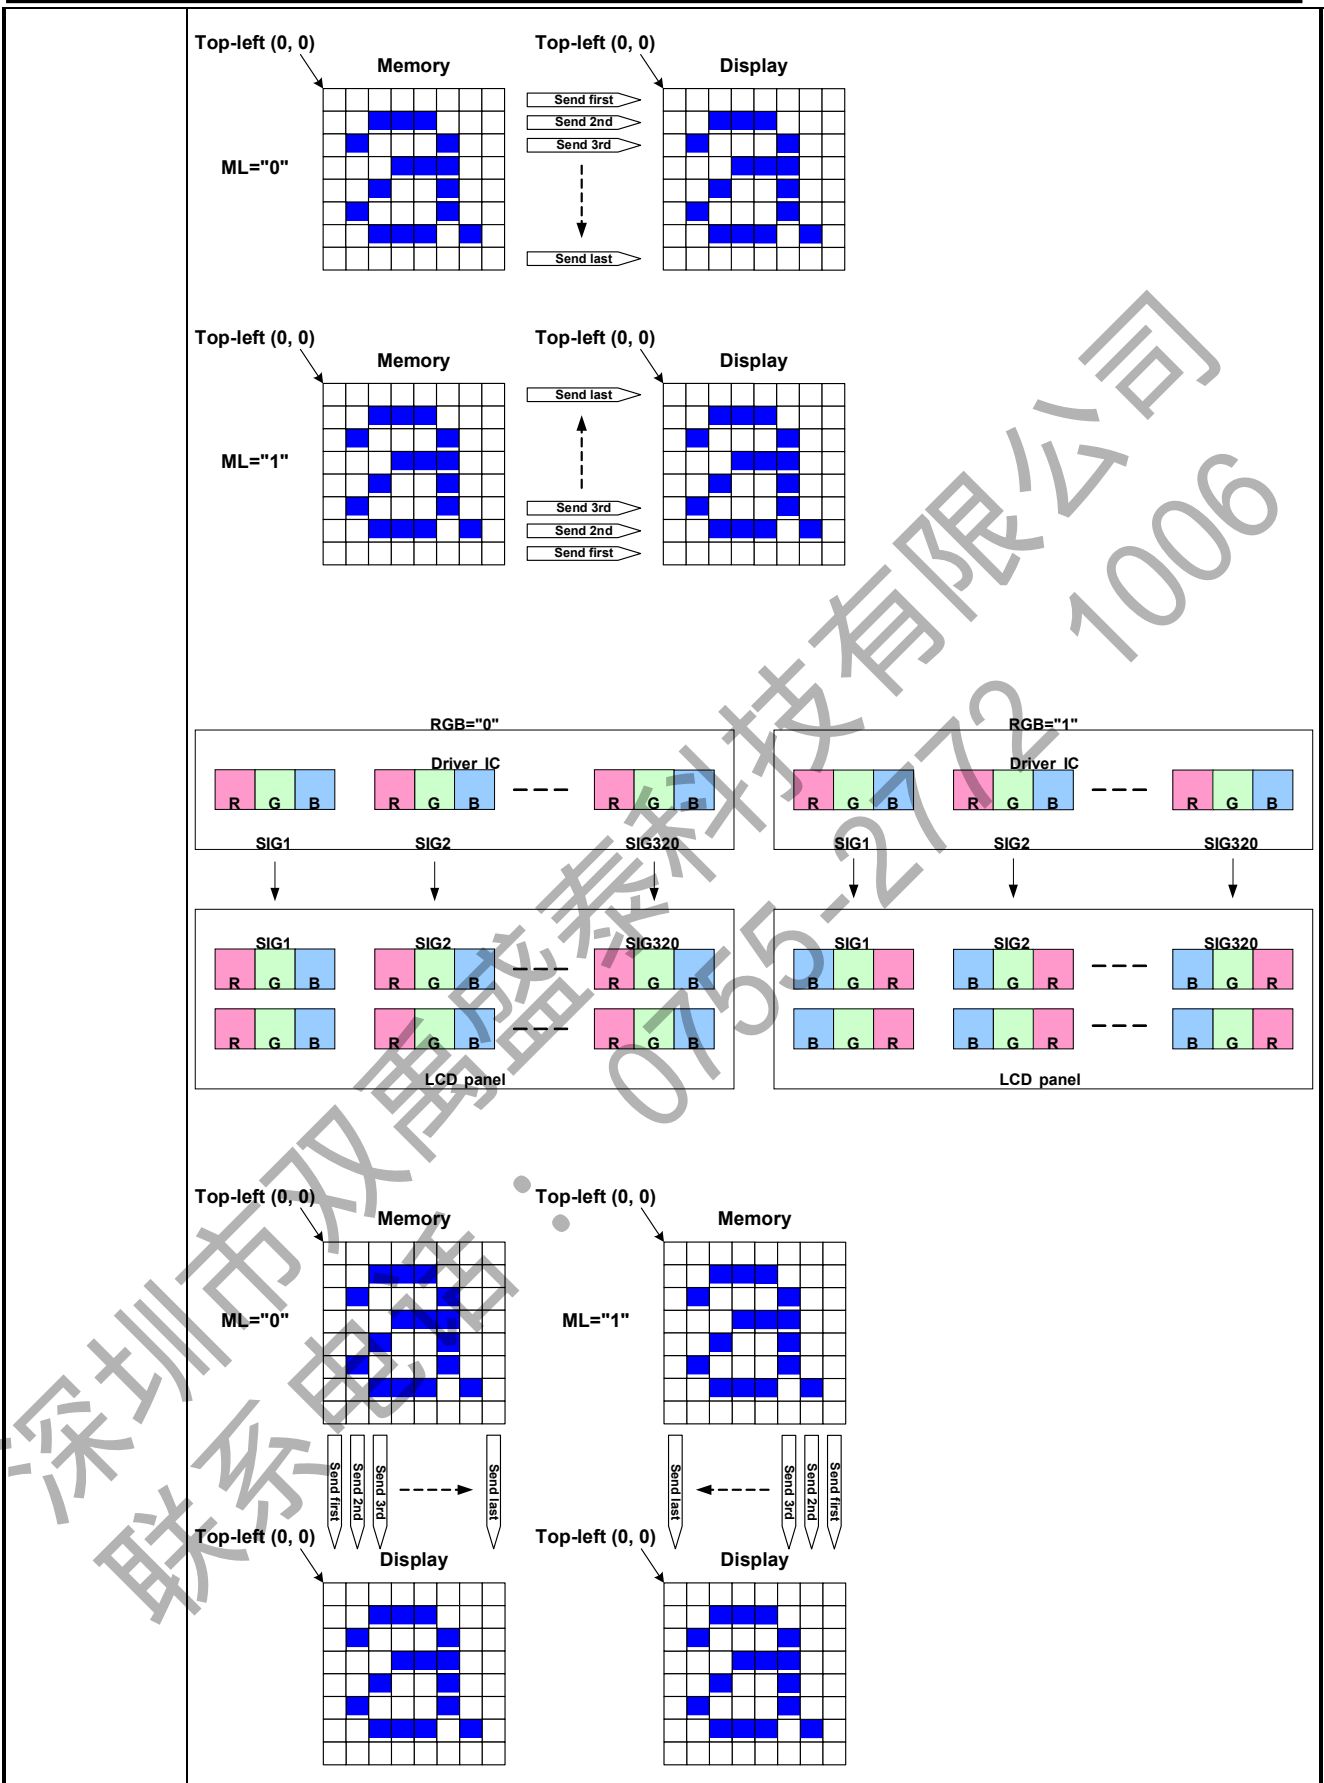 Top-left (0, 0)
Top-left (0, 0)
Memory
Display
Send first
Send 2nd
Send 3rd
ML="0"
Send last
Top-left (0, 0)
Top-left (0, 0)
Memory
Display
Send last
ML="1"
Send 3rd
Send 2nd
Send first
RGB="0"
RGB="1"
Driver IC
Driver IC
R G B R G B R G B
R G B R G B R G B
SIG1 SIG2 SIG320
SIG1 SIG2 SIG320
SIG1 SIG2 SIG320
SIG1 SIG2 SIG320
R G B R G B R G B
B G R B G R B G R
R G B R G B R G B
B G R B G R B G R
LCD panel
LCD panel
Top-left (0, 0)
Top-left (0, 0)
Memory
Memory
ML="0"
ML="1"
Send first
Send 2nd
Send 3rd
Send last
Send last
Send 3rd
Send 2nd
Send first
Top-left (0, 0)
Top-left (0, 0)
Display
Display
深圳市双禹盛泰科技有限公司
联系电话：0755-2772 1006